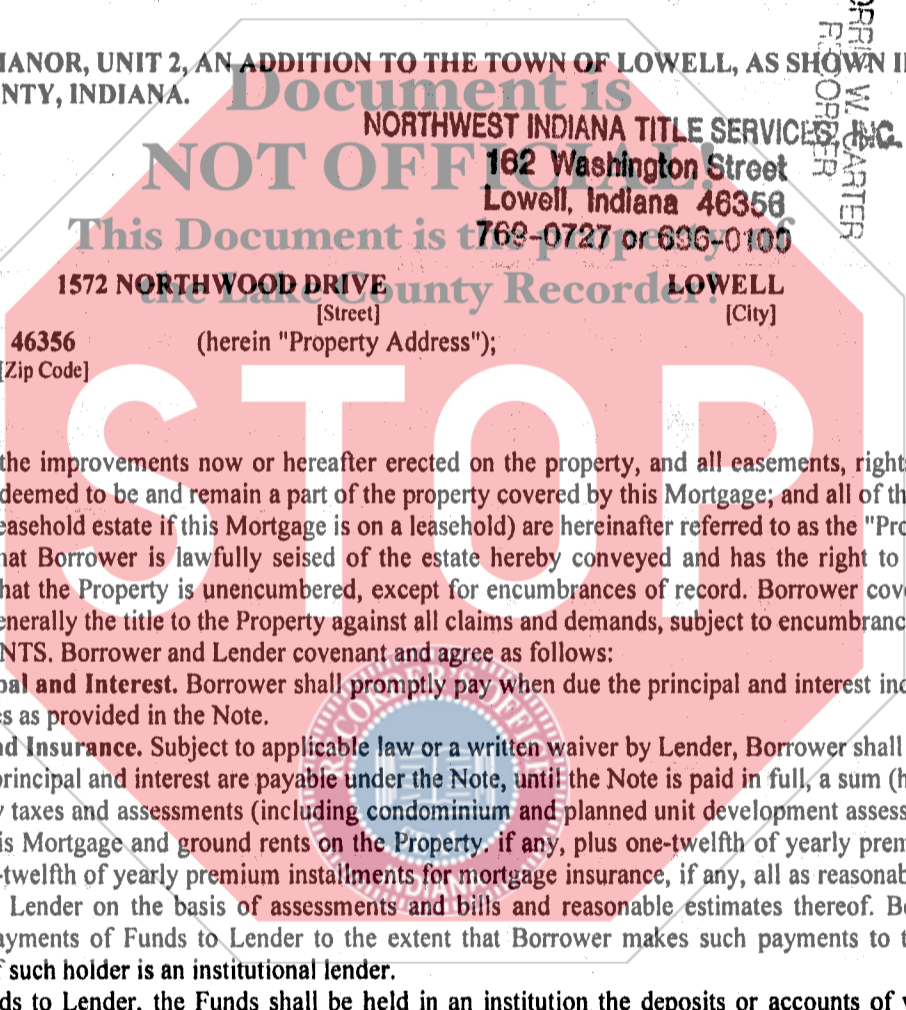 IANOR, UNIT 2, AN ADDITION TO THE TOWN OF LOWELL, AS SHOWN I
NTY, INDIANA.
Document is
NORTHWEST INDIANA TITLE SERVICES, INC.
NOT OFFICIAL!
162 Washington Street
Lowell, Indiana 46356
This Document is the property of
769-0727 or 696-0100
the Lake County Recorder!
W. CARTER
RECORDER
1572 NORTHWOOD DRIVE LOWELL
[Street] [City]
46356 (herein "Property Address");
[Zip Code]
STOP
the improvements now or hereafter erected on the property, and all easements, right
deemed to be and remain a part of the property covered by this Mortgage; and all of th
easehold estate if this Mortgage is on a leasehold) are hereinafter referred to as the "Pro
hat Borrower is lawfully seised of the estate hereby conveyed and has the right to
hat the Property is unencumbered, except for encumbrances of record. Borrower cov
enerally the title to the Property against all claims and demands, subject to encumbranc
NTS. Borrower and Lender covenant and agree as follows:
pal and Interest. Borrower shall promptly pay when due the principal and interest ind
es as provided in the Note.
nd Insurance. Subject to applicable law or a written waiver by Lender, Borrower shall
principal and interest are payable under the Note, until the Note is paid in full, a sum (h
y taxes and assessments (including condominium and planned unit development assess
is Mortgage and ground rents on the Property, if any, plus one-twelfth of yearly prem
-twelfth of yearly premium installments for mortgage insurance, if any, all as reasonab
Lender on the basis of assessments and bills and reasonable estimates thereof. Bo
ayments of Funds to Lender to the extent that Borrower makes such payments to t
f such holder is an institutional lender.
ds to Lender, the Funds shall be held in an institution the deposits or accounts of w
RECORDER'S OFFICE
SEAL
INDIANA